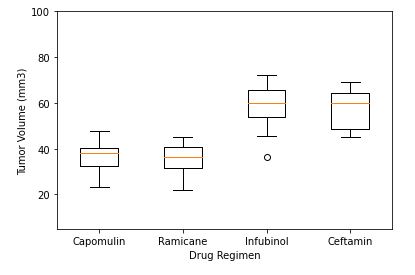 100
80
60
40
20
Tumor Volume (mm3)
Capomulin Ramicane Infubinol Ceftamin
Drug Regimen